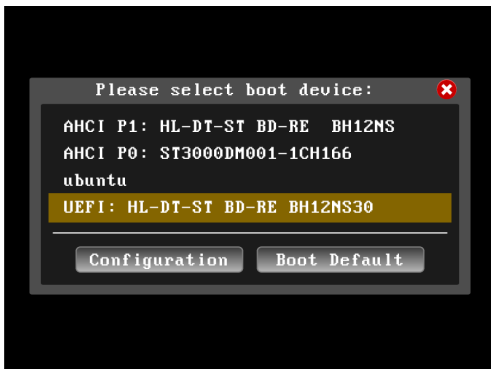 Please select boot device:
AHCI P1: HL-DT-ST BD-RE  BH12NS
AHCI P0: ST3000DM001-1CH166
ubuntu
UEFI: HL-DT-ST BD-RE BH12NS30
Configuration
Boot Default